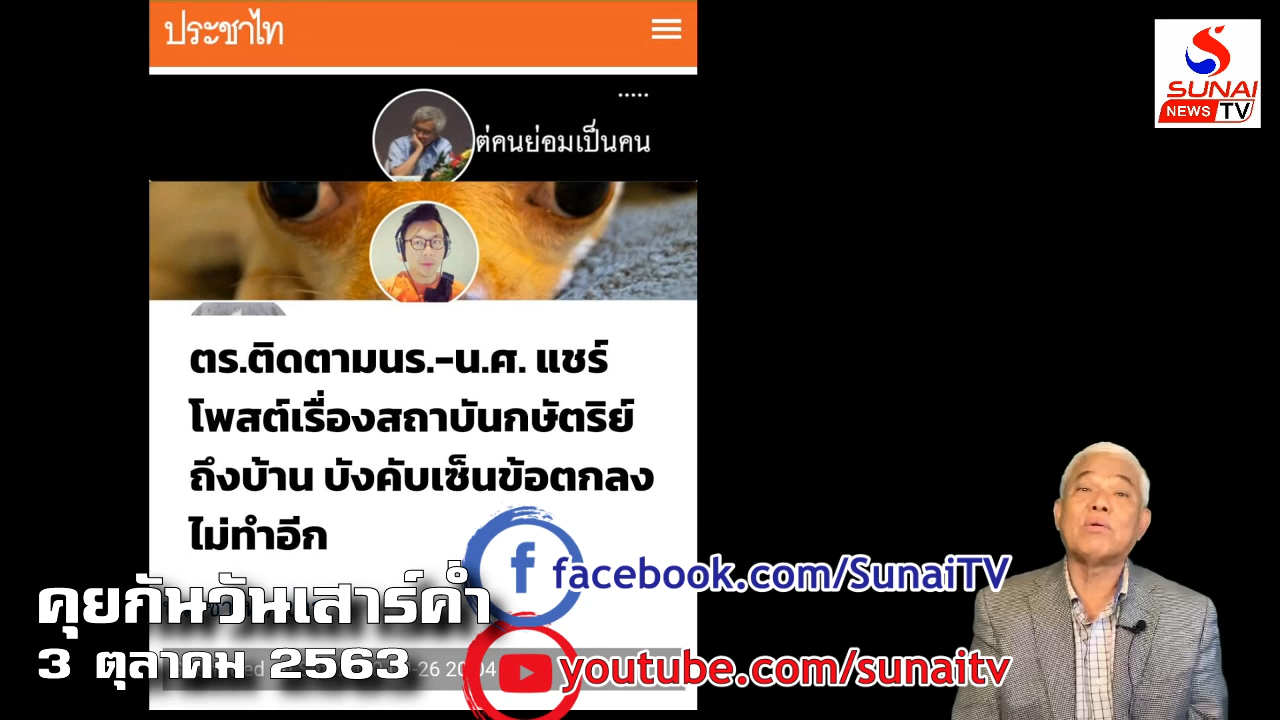 ประชาไท
SUNAI
NEWS TV
.....
ต่คนย่อมเป็นคน
ตร.ติดตามนร.-น.ศ. แชร์
โพสต์เรื่องสถาบันกษัตริย์
ถึงบ้าน บังคับเซ็นข้อตกลง
ไม่ทำอีก
facebook.com/SunaiTV
คุยกันวันเสาร์ค่ำ
3 ตุลาคม 2563
youtube.com/sunaitv